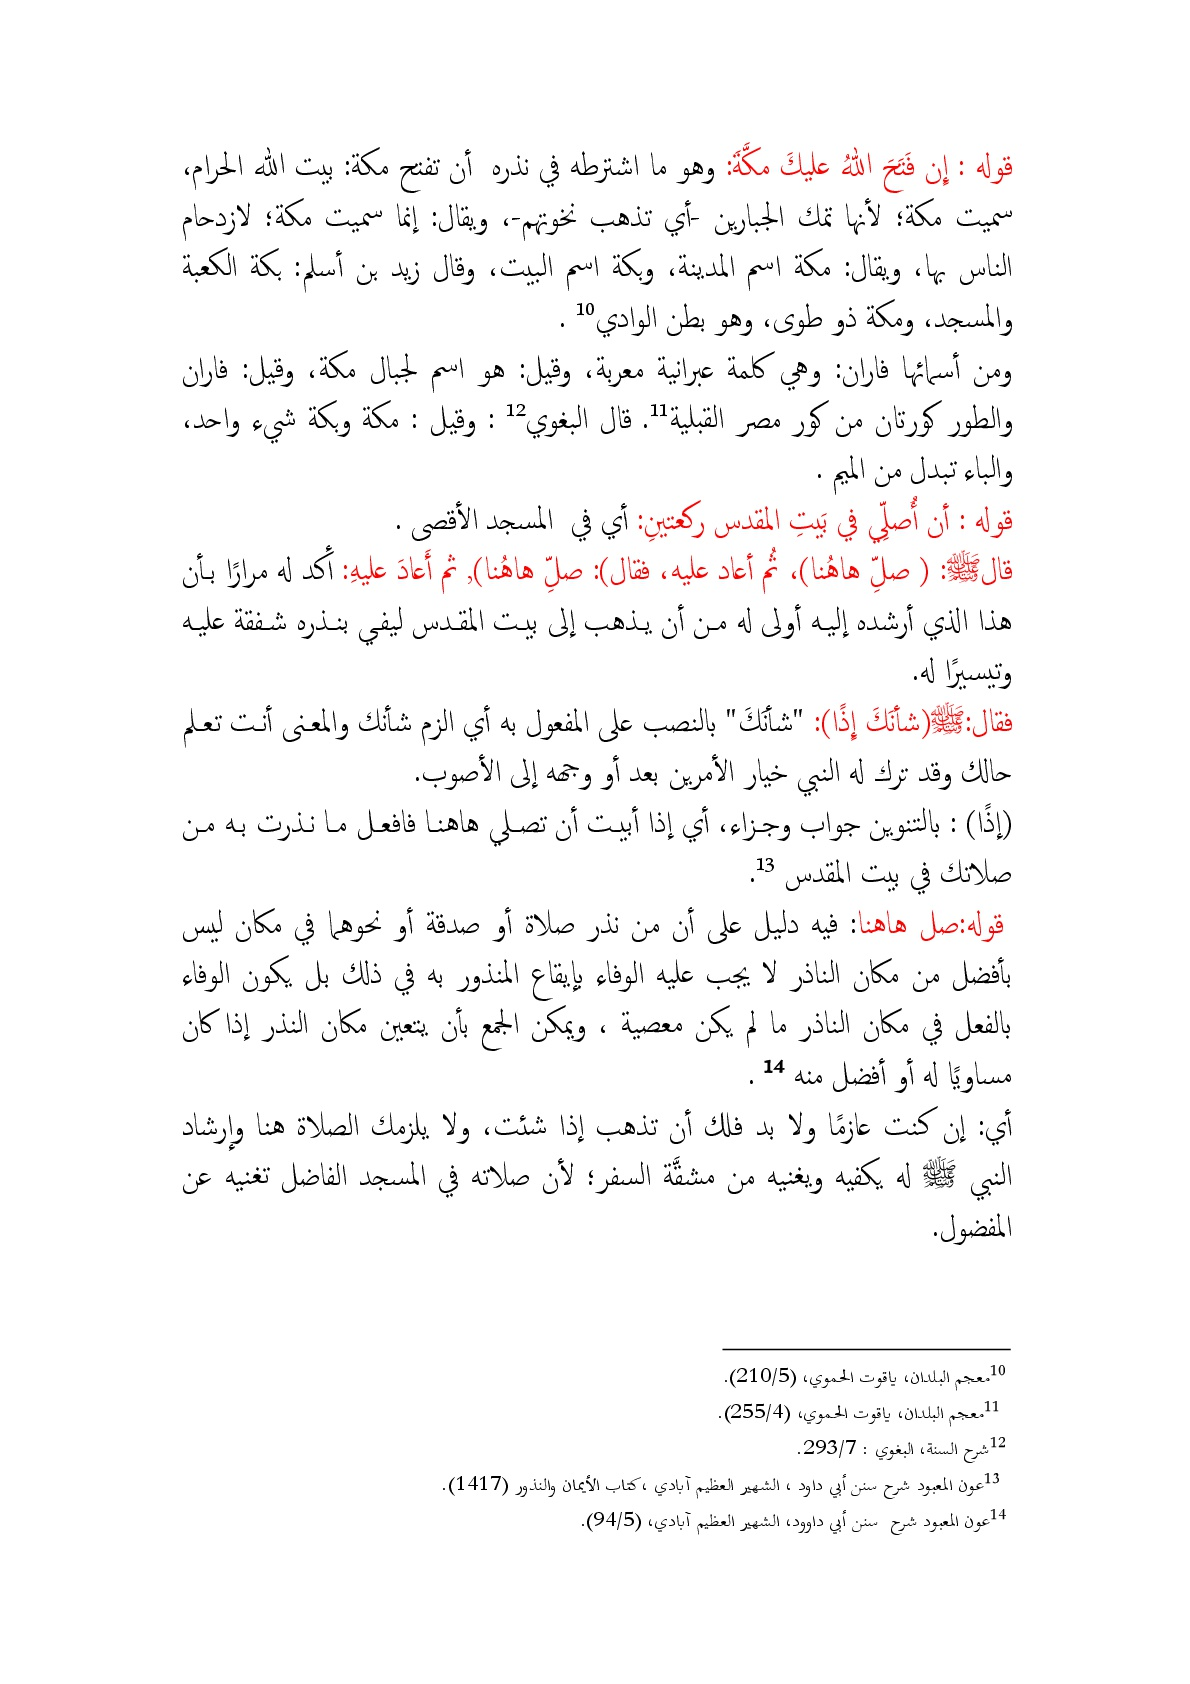 قوله : إِن فَتَحَ اللهُ عليكَ مكَّةَ: وهو ما اشترطه في نذره أن تفتح مكة: بيت الله الحرام،
سميت مكة؛ لأنها تمك الجبارين -أي تذهب نخوتهم-، ويقال: إنما سميت مكة؛ لازدحام
الناس بها، ويقال: مكة اسم المدينة، وبكة اسم البيت، وقال زيد بن أسلم: بكة الكعبة
والمسجد، ومكة ذو طوى، وهو بطن الوادي10 .
ومن أسمائها فاران: وهي كلمة عبرانية معربة، وقيل: هو اسم لجبال مكة، وقيل: فاران
والطور كورتان من كور مصر القبلية11. قال البغوي12 : وقيل : مكة وبكة شيء واحد،
والباء تبدل من الميم .
قوله : أن أُصلِّي في بَيتِ المقدس ركعتينِ: أي في المسجد الأقصى .
قالﷺ: ( صلِّ هاهُنا)، ثُم أعاد عليه، فقال): صلِّ هاهُنا), ثم أَعادَ عليهِ: أكد له مرارًا بأن
هذا الذي أرشده إليه أولى له من أن يذهب إلى بيت المقدس ليفي بنذره شفقة عليه
وتيسيرًا له.
فقال:ﷺ(شأنَكَ إِذًا): "شأنَكَ" بالنصب على المفعول به أي الزم شأنك والمعنى أنت تعلم
حالك وقد ترك له النبي خيار الأمرين بعد أو وجهه إلى الأصوب.
(إذًا) : بالتنوين جواب وجزاء، أي إذا أبيت أن تصلي هاهنا فافعل ما نذرت به من
صلاتك في بيت المقدس 13.
قوله:صل هاهنا: فيه دليل على أن من نذر صلاة أو صدقة أو نحوهما في مكان ليس
بأفضل من مكان الناذر لا يجب عليه الوفاء بإيقاع المنذور به في ذلك بل يكون الوفاء
بالفعل في مكان الناذر ما لم يكن معصية ، ويمكن الجمع بأن يتعين مكان النذر إذا كان
مساويًا له أو أفضل منه 14 .
أي: إن كنت عازمًا ولا بد فلك أن تذهب إذا شئت، ولا يلزمك الصلاة هنا وإرشاد
النبي ﷺ له يكفيه ويغنيه من مشقَّة السفر؛ لأن صلاته في المسجد الفاضل تغنيه عن
المفضول.
10معجم البلدان، ياقوت الحموي، (210/5).
11معجم البلدان، ياقوت الحموي، (255/4).
12شرح السنة، البغوي : 293/7.
13عون المعبود شرح سنن أبي داود ، الشهير العظيم آبادي ،كتاب الأيمان والنذور (1417).
14عون المعبود شرح سنن أبي داوود، الشهير العظيم آبادي، (94/5).